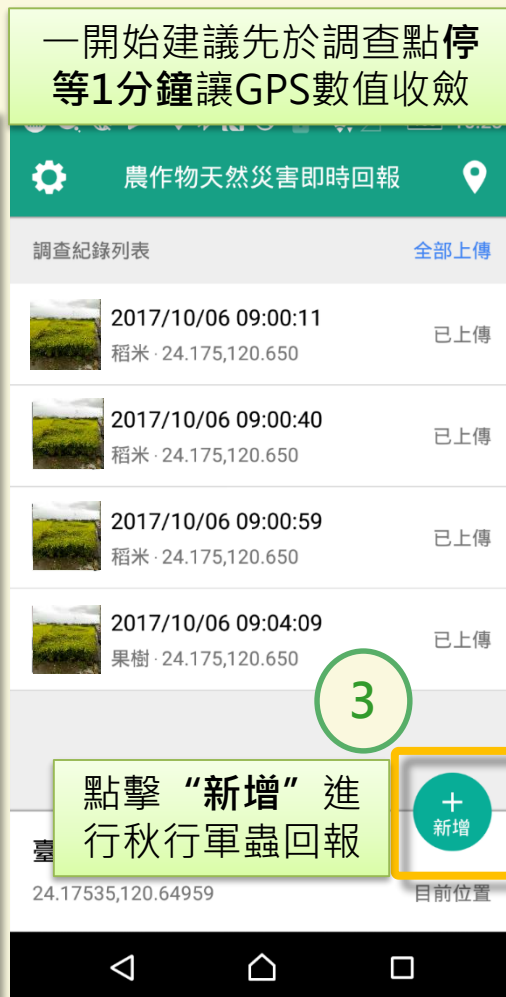 一開始建議先於調查點停
等1分鐘讓GPS數值收斂
農作物天然災害即時回報
調查紀錄列表
全部上傳
2017/10/06 09:00:11
稻米 · 24.175,120.650
已上傳
2017/10/06 09:00:40
稻米 · 24.175,120.650
已上傳
2017/10/06 09:00:59
稻米 · 24.175,120.650
已上傳
2017/10/06 09:04:09
果樹 · 24.175,120.650
已上傳
3
點擊“新增”進
行秋行軍蟲回報
+
新增
臺
24.17535,120.64959
目前位置